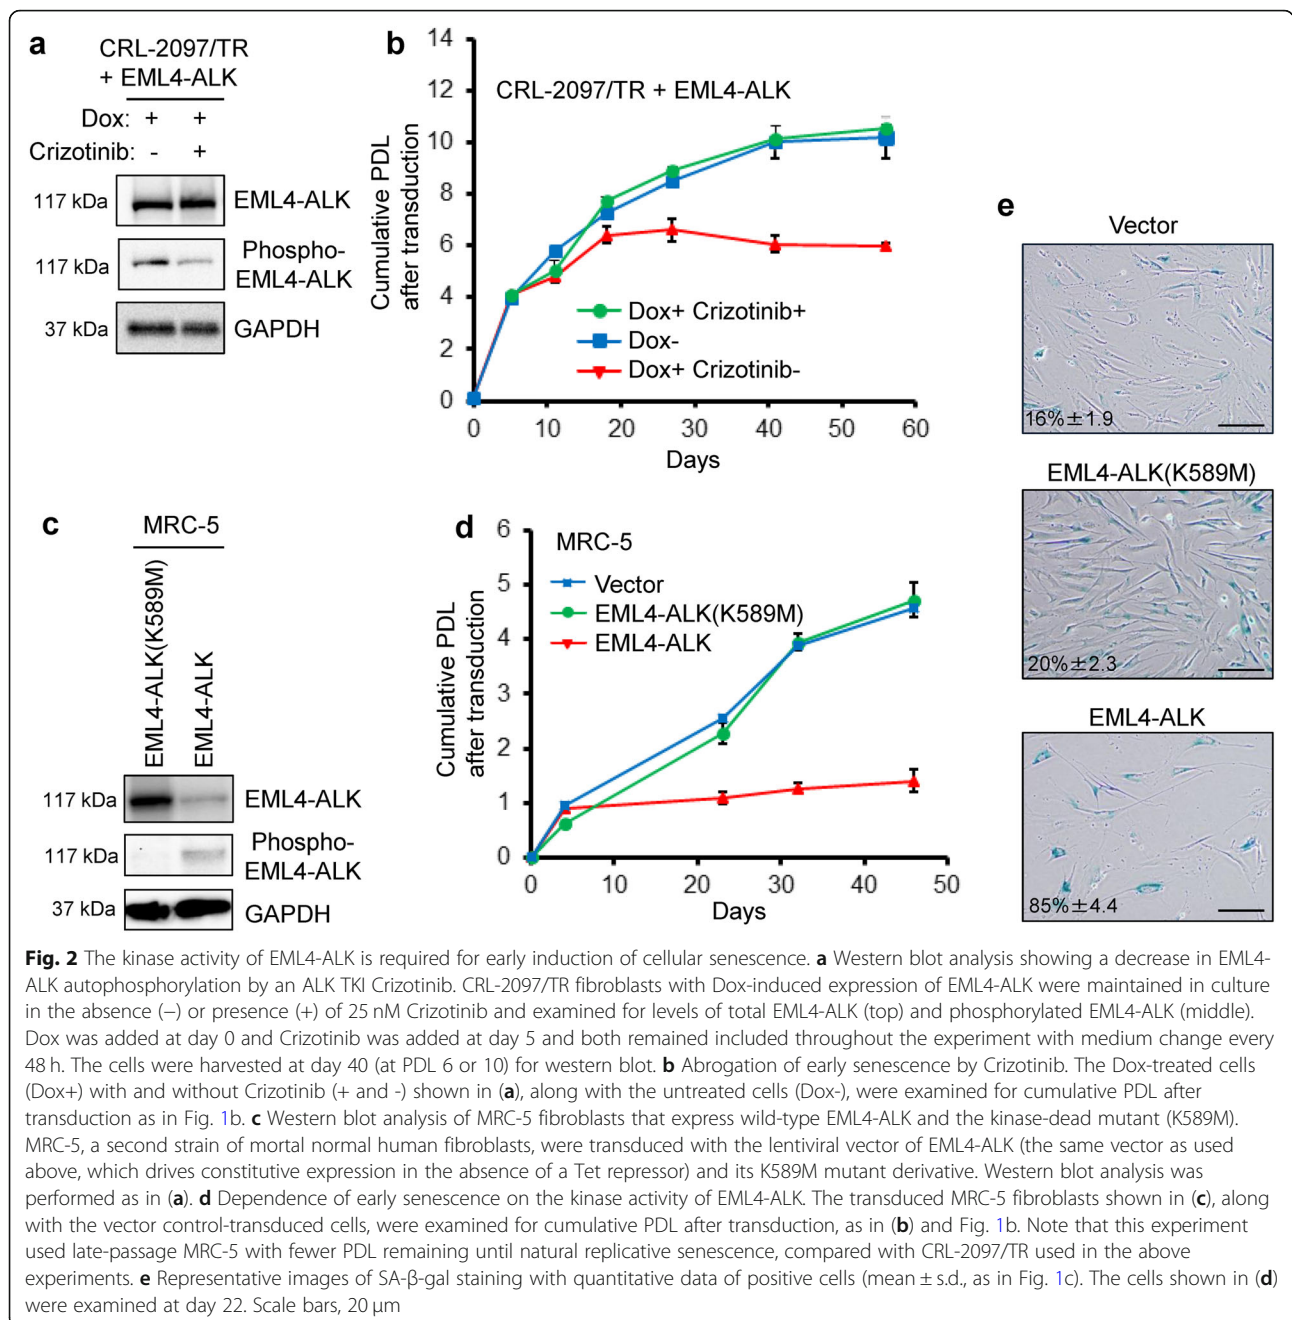 a
CRL-2097/TR
+ EML4-ALK
Dox: + +
Crizotinib: - +
117 kDa EML4-ALK
117 kDa Phospho-
EML4-ALK
37 kDa GAPDH
b
14
12
10
8
6
4
2
0
Cumulative PDL
after transduction
CRL-2097/TR + EML4-ALK
Dox+ Crizotinib+
Dox-
Dox+ Crizotinib-
0 10 20 30 40 50 60
Days
c
MRC-5
EML4-ALK(K589M)
EML4-ALK
117 kDa EML4-ALK
117 kDa Phospho-
EML4-ALK
37 kDa GAPDH
d
6
5
4
3
2
1
0
Cumulative PDL
after transduction
MRC-5
Vector
EML4-ALK(K589M)
EML4-ALK
0 10 20 30 40 50
Days
e
Vector
16%±1.9
EML4-ALK(K589M)
20%±2.3
EML4-ALK
85%±4.4
Fig. 2 The kinase activity of EML4-ALK is required for early induction of cellular senescence. a Western blot analysis showing a decrease in EML4-
ALK autophosphorylation by an ALK TKI Crizotinib. CRL-2097/TR fibroblasts with Dox-induced expression of EML4-ALK were maintained in culture
in the absence (−) or presence (+) of 25 nM Crizotinib and examined for levels of total EML4-ALK (top) and phosphorylated EML4-ALK (middle).
Dox was added at day 0 and Crizotinib was added at day 5 and both remained included throughout the experiment with medium change every
48 h. The cells were harvested at day 40 (at PDL 6 or 10) for western blot. b Abrogation of early senescence by Crizotinib. The Dox-treated cells
(Dox+) with and without Crizotinib (+ and -) shown in (a), along with the untreated cells (Dox-), were examined for cumulative PDL after
transduction as in Fig. 1b. c Western blot analysis of MRC-5 fibroblasts that express wild-type EML4-ALK and the kinase-dead mutant (K589M).
MRC-5, a second strain of mortal normal human fibroblasts, were transduced with the lentiviral vector of EML4-ALK (the same vector as used
above, which drives constitutive expression in the absence of a Tet repressor) and its K589M mutant derivative. Western blot analysis was
performed as in (a). d Dependence of early senescence on the kinase activity of EML4-ALK. The transduced MRC-5 fibroblasts shown in (c), along
with the vector control-transduced cells, were examined for cumulative PDL after transduction, as in (b) and Fig. 1b. Note that this experiment
used late-passage MRC-5 with fewer PDL remaining until natural replicative senescence, compared with CRL-2097/TR used in the above
experiments. e Representative images of SA-β-gal staining with quantitative data of positive cells (mean ± s.d., as in Fig. 1c). The cells shown in (d)
were examined at day 22. Scale bars, 20 μm